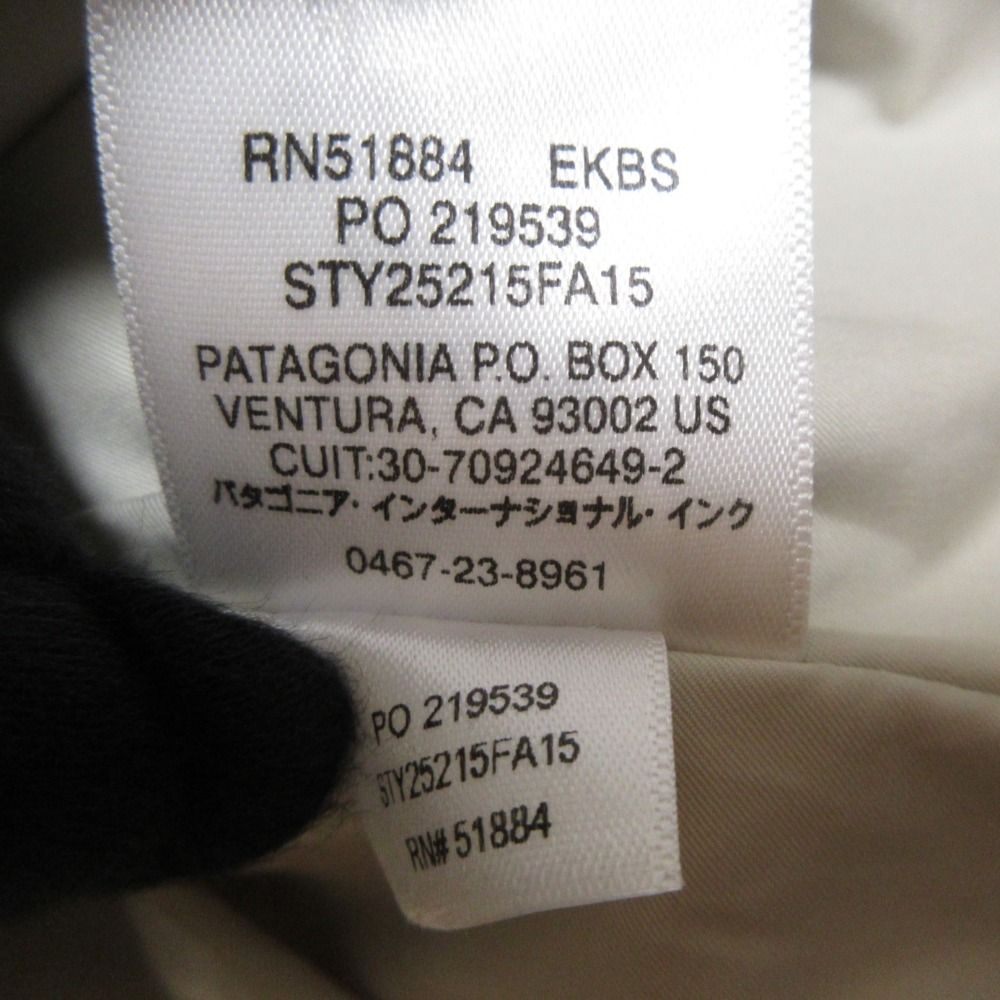 RN51884 EKBS
PO 219539
STY25215FA15
PATAGONIA P.O. BOX 150
VENTURA, CA 93002 US
CUIT:30-70924649-2
パタゴニア・インターナショナル・インク
0467-23-8961
PO 219539
STY25215FA15
RN# 51884